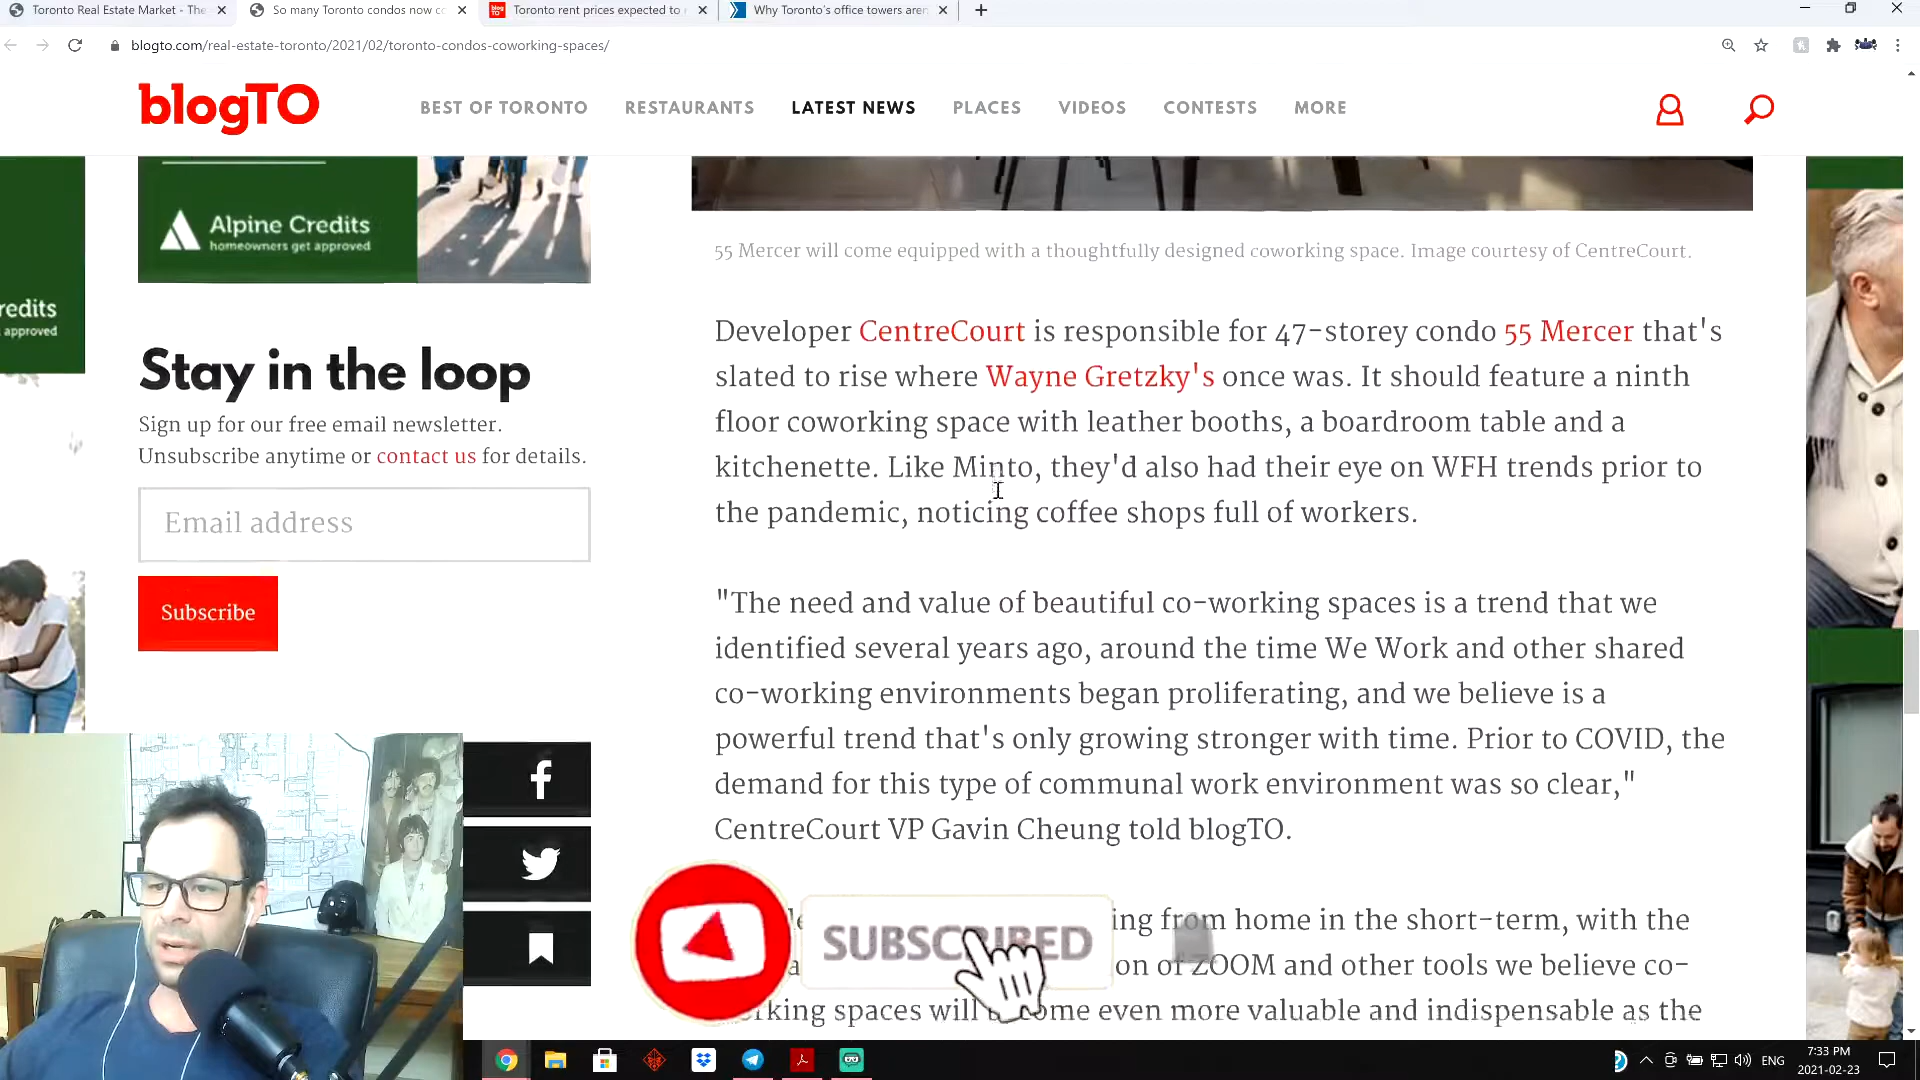 Toronto Real Estate Market - The
So many Toronto condos now co
Toronto rent prices expected to r
Why Toronto's office towers aren
blogto.com/real-estate-toronto/2021/02/toronto-condos-coworking-spaces/
blogTO
BEST OF TORONTO
RESTAURANTS
LATEST NEWS
PLACES
VIDEOS
CONTESTS
MORE
Alpine Credits
homeowners get approved
redits
approved
Stay in the loop
Sign up for our free email newsletter.
Unsubscribe anytime or contact us for details.
Email address
Subscribe
55 Mercer will come equipped with a thoughtfully designed coworking space. Image courtesy of CentreCourt.
Developer CentreCourt is responsible for 47-storey condo 55 Mercer that's
slated to rise where Wayne Gretzky's once was. It should feature a ninth
floor coworking space with leather booths, a boardroom table and a
kitchenette. Like Minto, they'd also had their eye on WFH trends prior to
the pandemic, noticing coffee shops full of workers.
"The need and value of beautiful co-working spaces is a trend that we
identified several years ago, around the time We Work and other shared
co-working environments began proliferating, and we believe is a
powerful trend that's only growing stronger with time. Prior to COVID, the
demand for this type of communal work environment was so clear,"
CentreCourt VP Gavin Cheung told blogTO.
ing from home in the short-term, with the
on of ZOOM and other tools we believe co-
working spaces will become even more valuable and indispensable as the
SUBSCRIBED
ENG
7:33 PM
2021-02-23